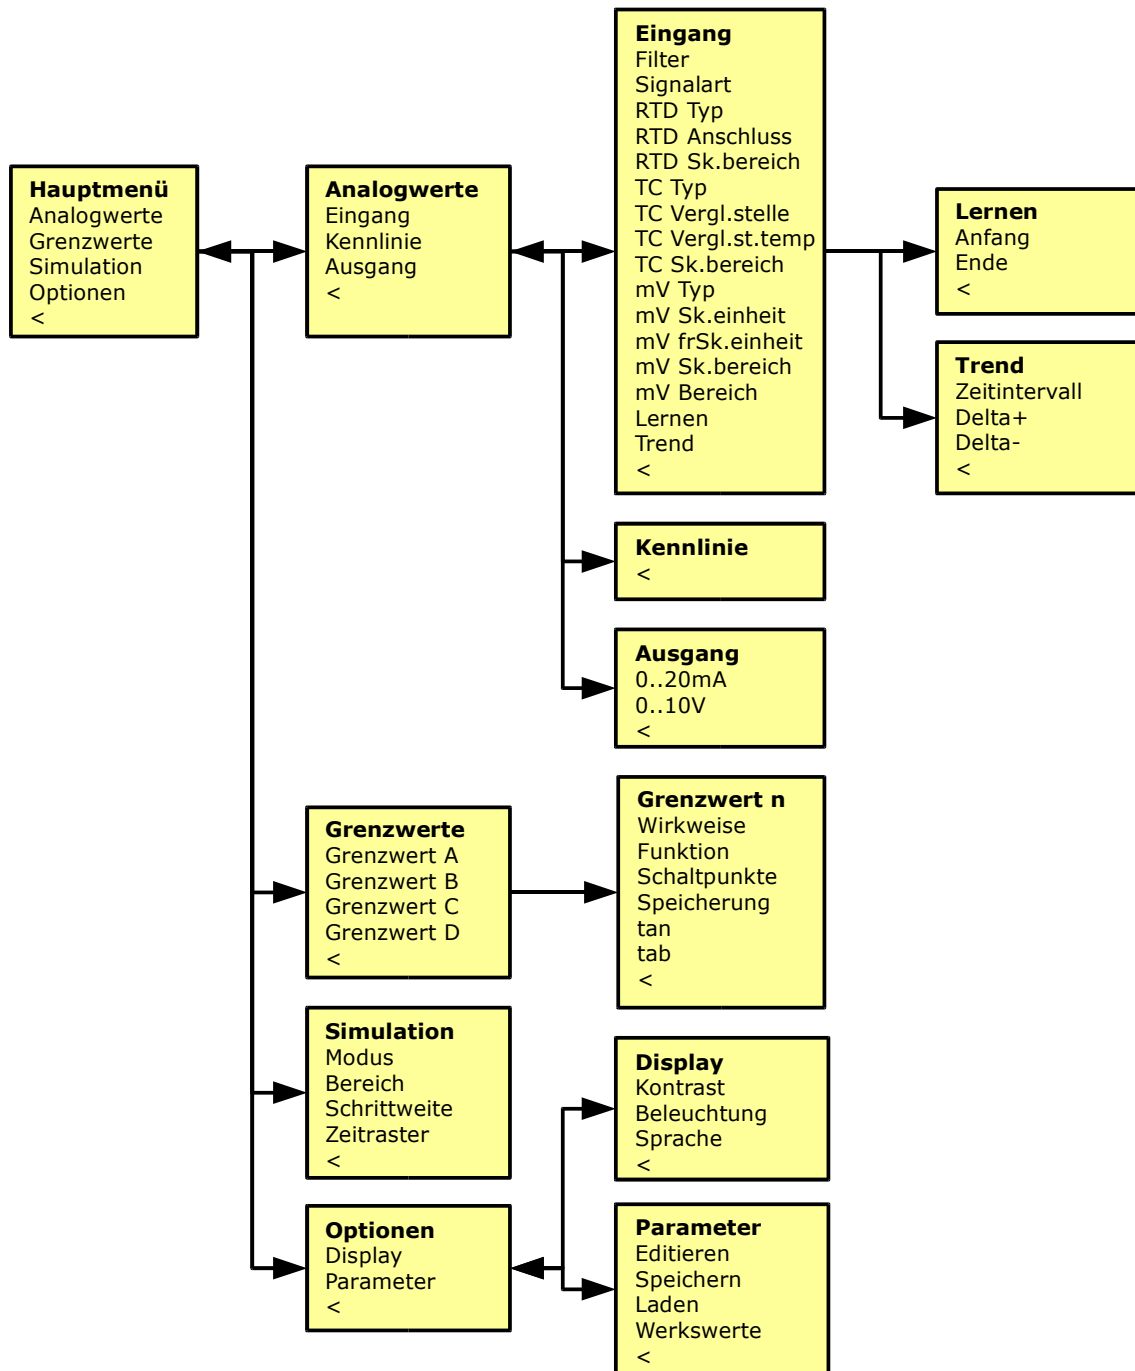 Hauptmenü
Analogwerte
Grenzwerte
Simulation
Optionen
<
Analogwerte
Eingang
Kennlinie
Ausgang
<
Eingang
Filter
Signalart
RTD Typ
RTD Anschluss
RTD Sk.bereich
TC Typ
TC Vergl.stelle
TC Vergl.st.temp
TC Sk.bereich
mV Typ
mV Sk.einheit
mV frSk.einheit
mV Sk.bereich
mV Bereich
Lernen
Trend
<
Lernen
Anfang
Ende
<
Trend
Zeitintervall
Delta+
Delta-
<
Kennlinie
<
Ausgang
0..20mA
0..10V
<
Grenzwerte
Grenzwert A
Grenzwert B
Grenzwert C
Grenzwert D
<
Grenzwert n
Wirkweise
Funktion
Schaltpunkte
Speicherung
tan
tab
<
Simulation
Modus
Bereich
Schrittweite
Zeitraster
<
Optionen
Display
Parameter
<
Display
Kontrast
Beleuchtung
Sprache
<
Parameter
Editieren
Speichern
Laden
Werkswerte
<